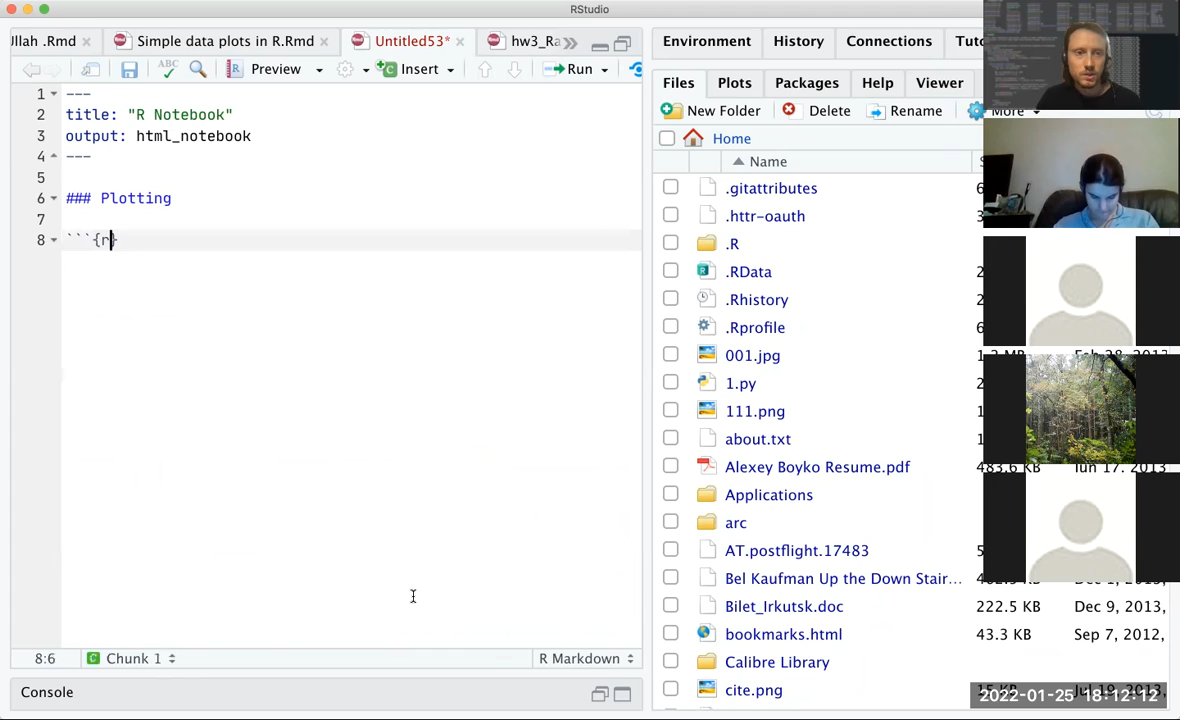 RStudio
ullah .Rmd
Simple data plots in R.Rmd
Untitled53*
hw3_Ra
Environment
History
Connections
Preview
Insert
Run
Files
Plots
Packages
Help
Viewer
New Folder
Delete
Rename
More
Home
Name
1 ---
2 title: "R Notebook"
3 output: html_notebook
4 ---
5
6 ### Plotting
7
8 ```{r}
.gitattributes
.httr-oauth
.R
.RData
.Rhistory
.Rprofile
001.jpg
1.py
111.png
about.txt
Alexey Boyko Resume.pdf 483.6 KB Jun 17, 2013
Applications
arc
AT.postflight.17483
Bel Kaufman Up the Down Stair…
Bilet_Irkutsk.doc 222.5 KB Dec 9, 2013,
bookmarks.html 43.3 KB Sep 7, 2012,
Calibre Library
cite.png
8:6
Chunk 1
R Markdown
Console
2022-01-25 18:12:12